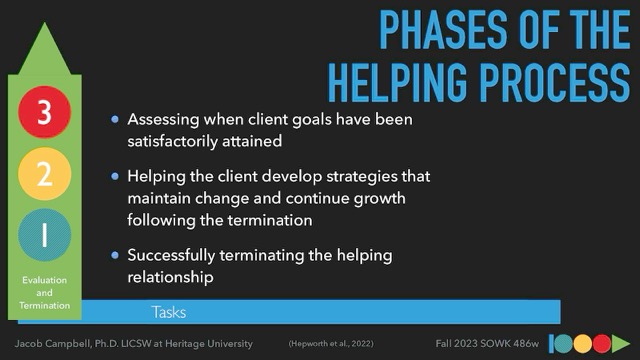 PHASES OF THE
HELPING PROCESS
3
2
1
Evaluation
and
Termination
Assessing when client goals have been
satisfactorily attained
Helping the client develop strategies that
maintain change and continue growth
following the termination
Successfully terminating the helping
relationship
Tasks
Jacob Campbell, Ph.D. LICSW at Heritage University
(Hepworth et al., 2022)
Fall 2023 SOWK 486w